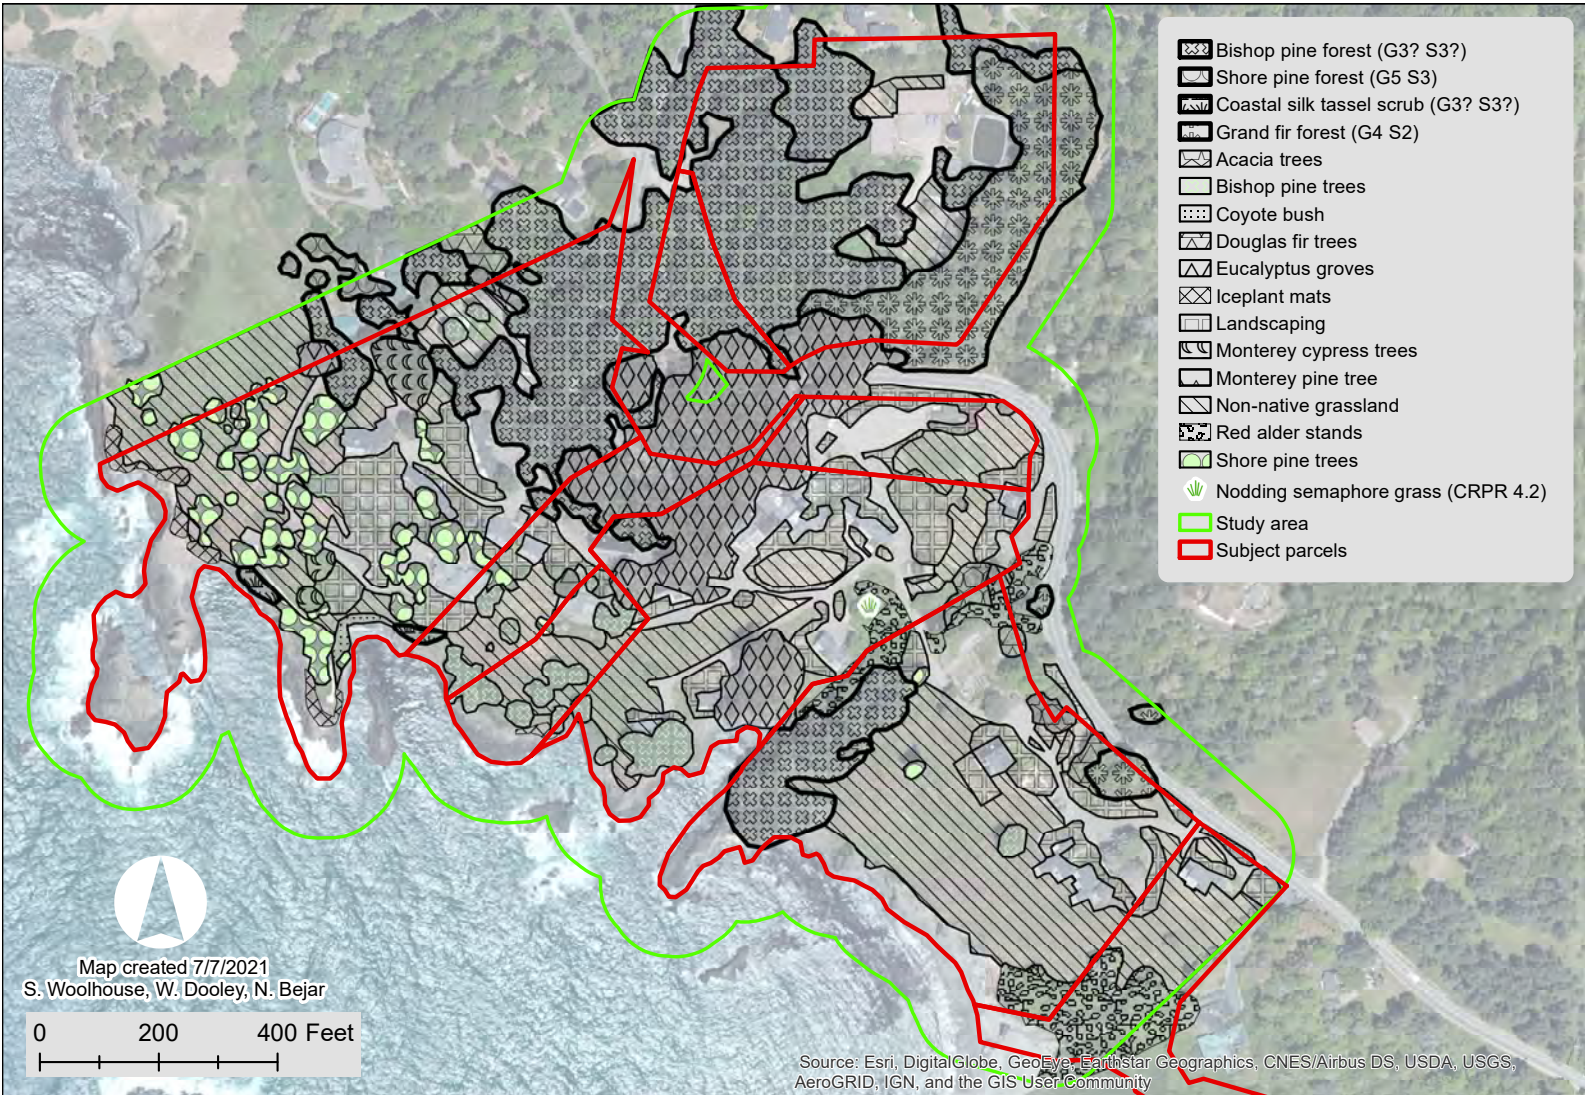 Bishop pine forest (G3? S3?)
Shore pine forest (G5 S3)
Coastal silk tassel scrub (G3? S3?)
Grand fir forest (G4 S2)
Acacia trees
Bishop pine trees
Coyote bush
Douglas fir trees
Eucalyptus groves
Iceplant mats
Landscaping
Monterey cypress trees
Monterey pine tree
Non-native grassland
Red alder stands
Shore pine trees
Nodding semaphore grass (CRPR 4.2)
Study area
Subject parcels
Map created 7/7/2021
S. Woolhouse, W. Dooley, N. Bejar
0 200 400 Feet
Source: Esri, DigitalGlobe, GeoEye, Earthstar Geographics, CNES/Airbus DS, USDA, USGS,
AeroGRID, IGN, and the GIS User Community